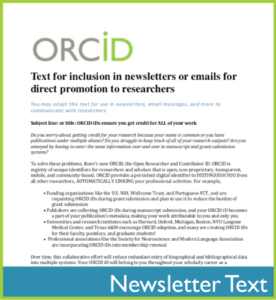 ORCiD
Text for inclusion in newsletters or emails for
direct promotion to researchers
You may adapt this text for use in newsletters, email messages, and more to
communicate with researchers
Subject line: or title: ORCID iDs ensure you get credit for ALL of your work
Do you worry about getting credit for your research because your name is common or you have
publications under multiple aliases? Do you struggle to keep track of all of your research outputs? Are you
annoyed by having to enter the same information over and over in manuscript and grant submission
systems?
To solve these problems, there's now ORCID, the Open Researcher and Contributor ID. ORCID is
registry of unique identifiers for researchers and scholars that is open, non-proprietary, transparent,
mobile, and community-based. ORCID provides a persistent digital identifier to DISTINGUISH YOU from
all other researchers, AUTOMATICALLY LINKING your professional activities. For example,
•Funding organizations like the US. NIH, Wellcome Trust, and Portuguese FCT, and are
requesting ORCID iDs during grant submission and plan to use it to reduce the burden of
grant submission
• Publishers are collecting ORCID iDs during manuscript submission, and your ORCID iD becomes
a part of your publication's metadata, making your work attributable to you and only you
• Universities and research institutes such as Harvard, Oxford, Michigan, Boston, NYU Langone
Medical Center, and Texas A&M encourage ORCID adoption, and many are creating ORCID iDs
for their faculty, postdocs, and graduate students!
• Professional associations like the Society for Neuroscience and Modern Language Association
are incorporating ORCID iDs into membership renewal
Over time, this collaborative effort will reduce redundant entry of biographical and bibliographical
data into multiple systems. Your ORCID iD will belong to you throughout your scholarly career as a
Newsletter Text